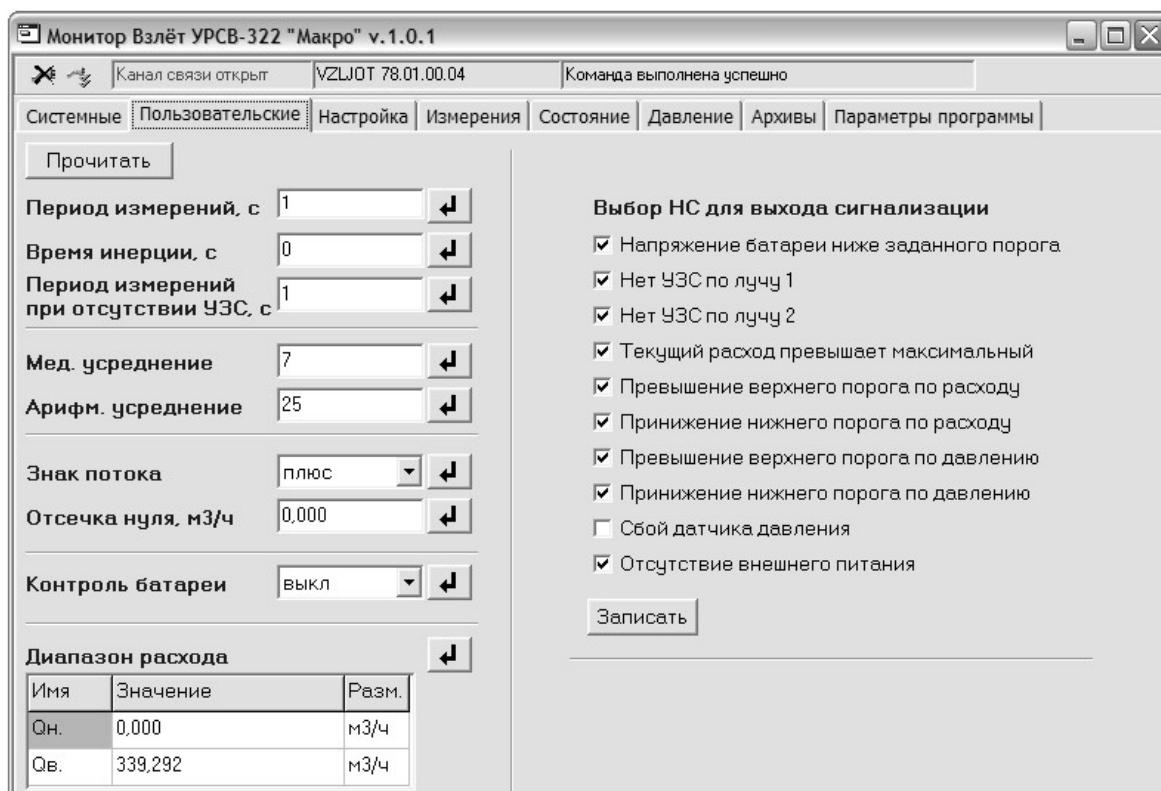 Монитор Взлёт УРСВ-322 "Макро" v.1.0.1
Канал связи открыт VZLJOT 78.01.00.04 Команда выполнена успешно
Системные Пользовательские Настройка Измерения Состояние Давление Архивы Параметры программы
Прочитать
Период измерений, с 1
Время инерции, с 0
Период измерений
при отсутствии УЗС, с 1
Мед. усреднение 7
Арифм. усреднение 25
Знак потока плюс
Отсечка нуля, м3/ч 0,000
Контроль батареи выкл
Диапазон расхода
Имя Значение Разм.
Qн. 0,000 м3/ч
Qв. 339,292 м3/ч
Выбор НС для выхода сигнализации
Напряжение батареи ниже заданного порога
Нет УЗС по лучу 1
Нет УЗС по лучу 2
Текущий расход превышает максимальный
Превышение верхнего порога по расходу
Принижение нижнего порога по расходу
Превышение верхнего порога по давлению
Принижение нижнего порога по давлению
Сбой датчика давления
Отсутствие внешнего питания
Записать